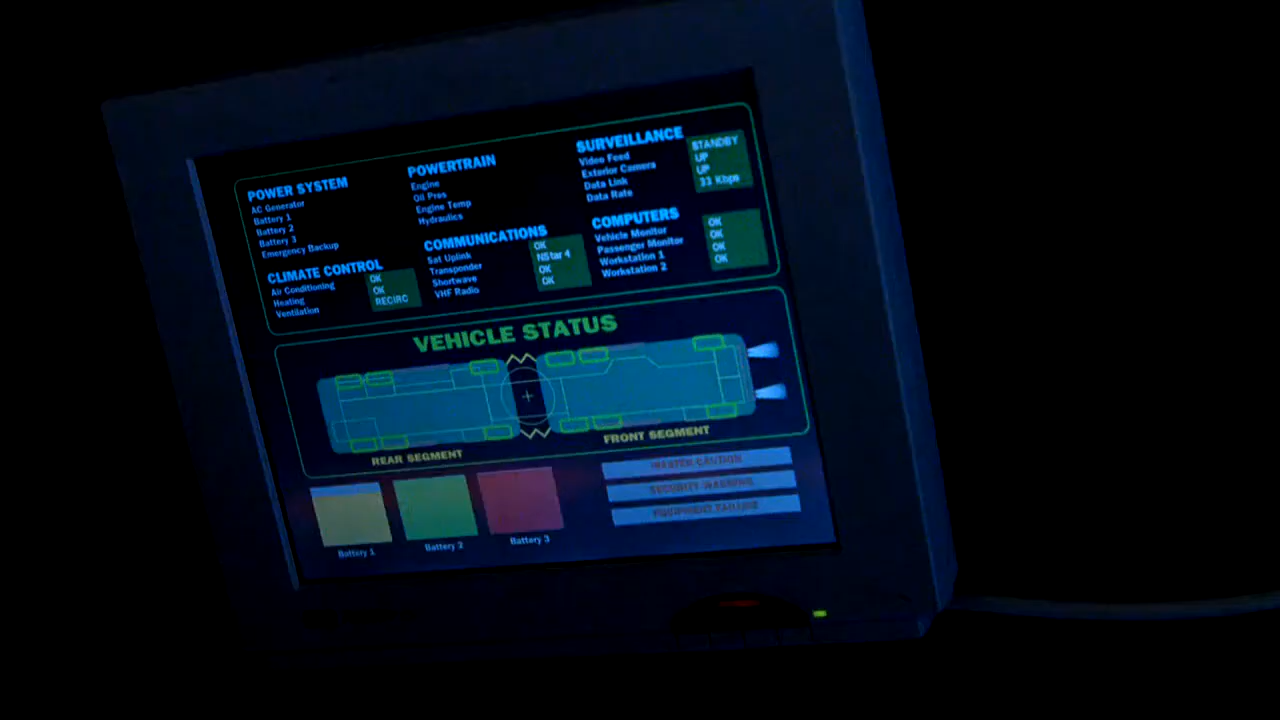 POWER SYSTEM
AC Generator
Battery 1
Battery 2
Battery 3
Emergency Backup
CLIMATE CONTROL
Air Conditioning OK
Heating OK
Ventilation RECIRC
POWERTRAIN
Engine
Oil Pres
Engine Temp
Hydraulics
COMMUNICATIONS
Sat Uplink OK
Transponder NStar 4
Shortwave OK
VHF Radio OK
SURVEILLANCE
Video Feed STANDBY
Exterior Camera UP
Data Link UP
Data Rate 33 Kbps
COMPUTERS
Vehicle Monitor OK
Passenger Monitor OK
Workstation 1 OK
Workstation 2 OK
VEHICLE STATUS
REAR SEGMENT
FRONT SEGMENT
Battery 1
Battery 2
Battery 3
MASTER CAUTION
SECURITY WARNING
EQUIPMENT FAILURE